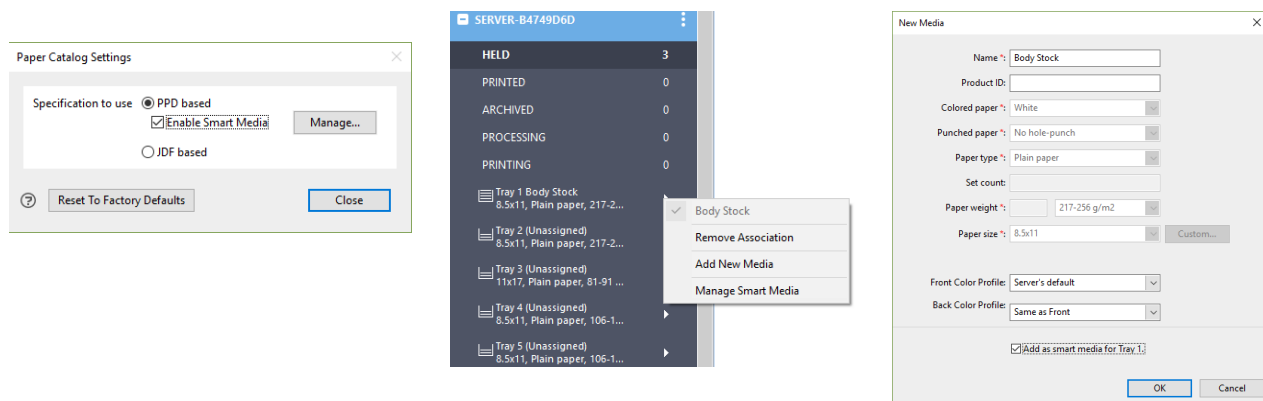 Paper Catalog Settings
Specification to use PPD based
Enable Smart Media
Manage...
JDF based
Reset To Factory Defaults
Close
SERVER-B4749D6D
HELD 3
PRINTED 0
ARCHIVED 0
PROCESSING 0
PRINTING 0
Tray 1 Body Stock
8.5x11, Plain paper, 217-2...
Tray 2 (Unassigned)
8.5x11, Plain paper, 217-2...
Tray 3 (Unassigned)
11x17, Plain paper, 81-91 ...
Tray 4 (Unassigned)
8.5x11, Plain paper, 106-1...
Tray 5 (Unassigned)
8.5x11, Plain paper, 106-1...
Body Stock
Remove Association
Add New Media
Manage Smart Media
New Media
Name *: Body Stock
Product ID:
Colored paper *: White
Punched paper *: No hole-punch
Paper type *: Plain paper
Set count:
Paper weight *: 217-256 g/m2
Paper size *: 8.5x11 Custom...
Front Color Profile: Server's default
Back Color Profile: Same as Front
Add as smart media for Tray 1.
OK Cancel